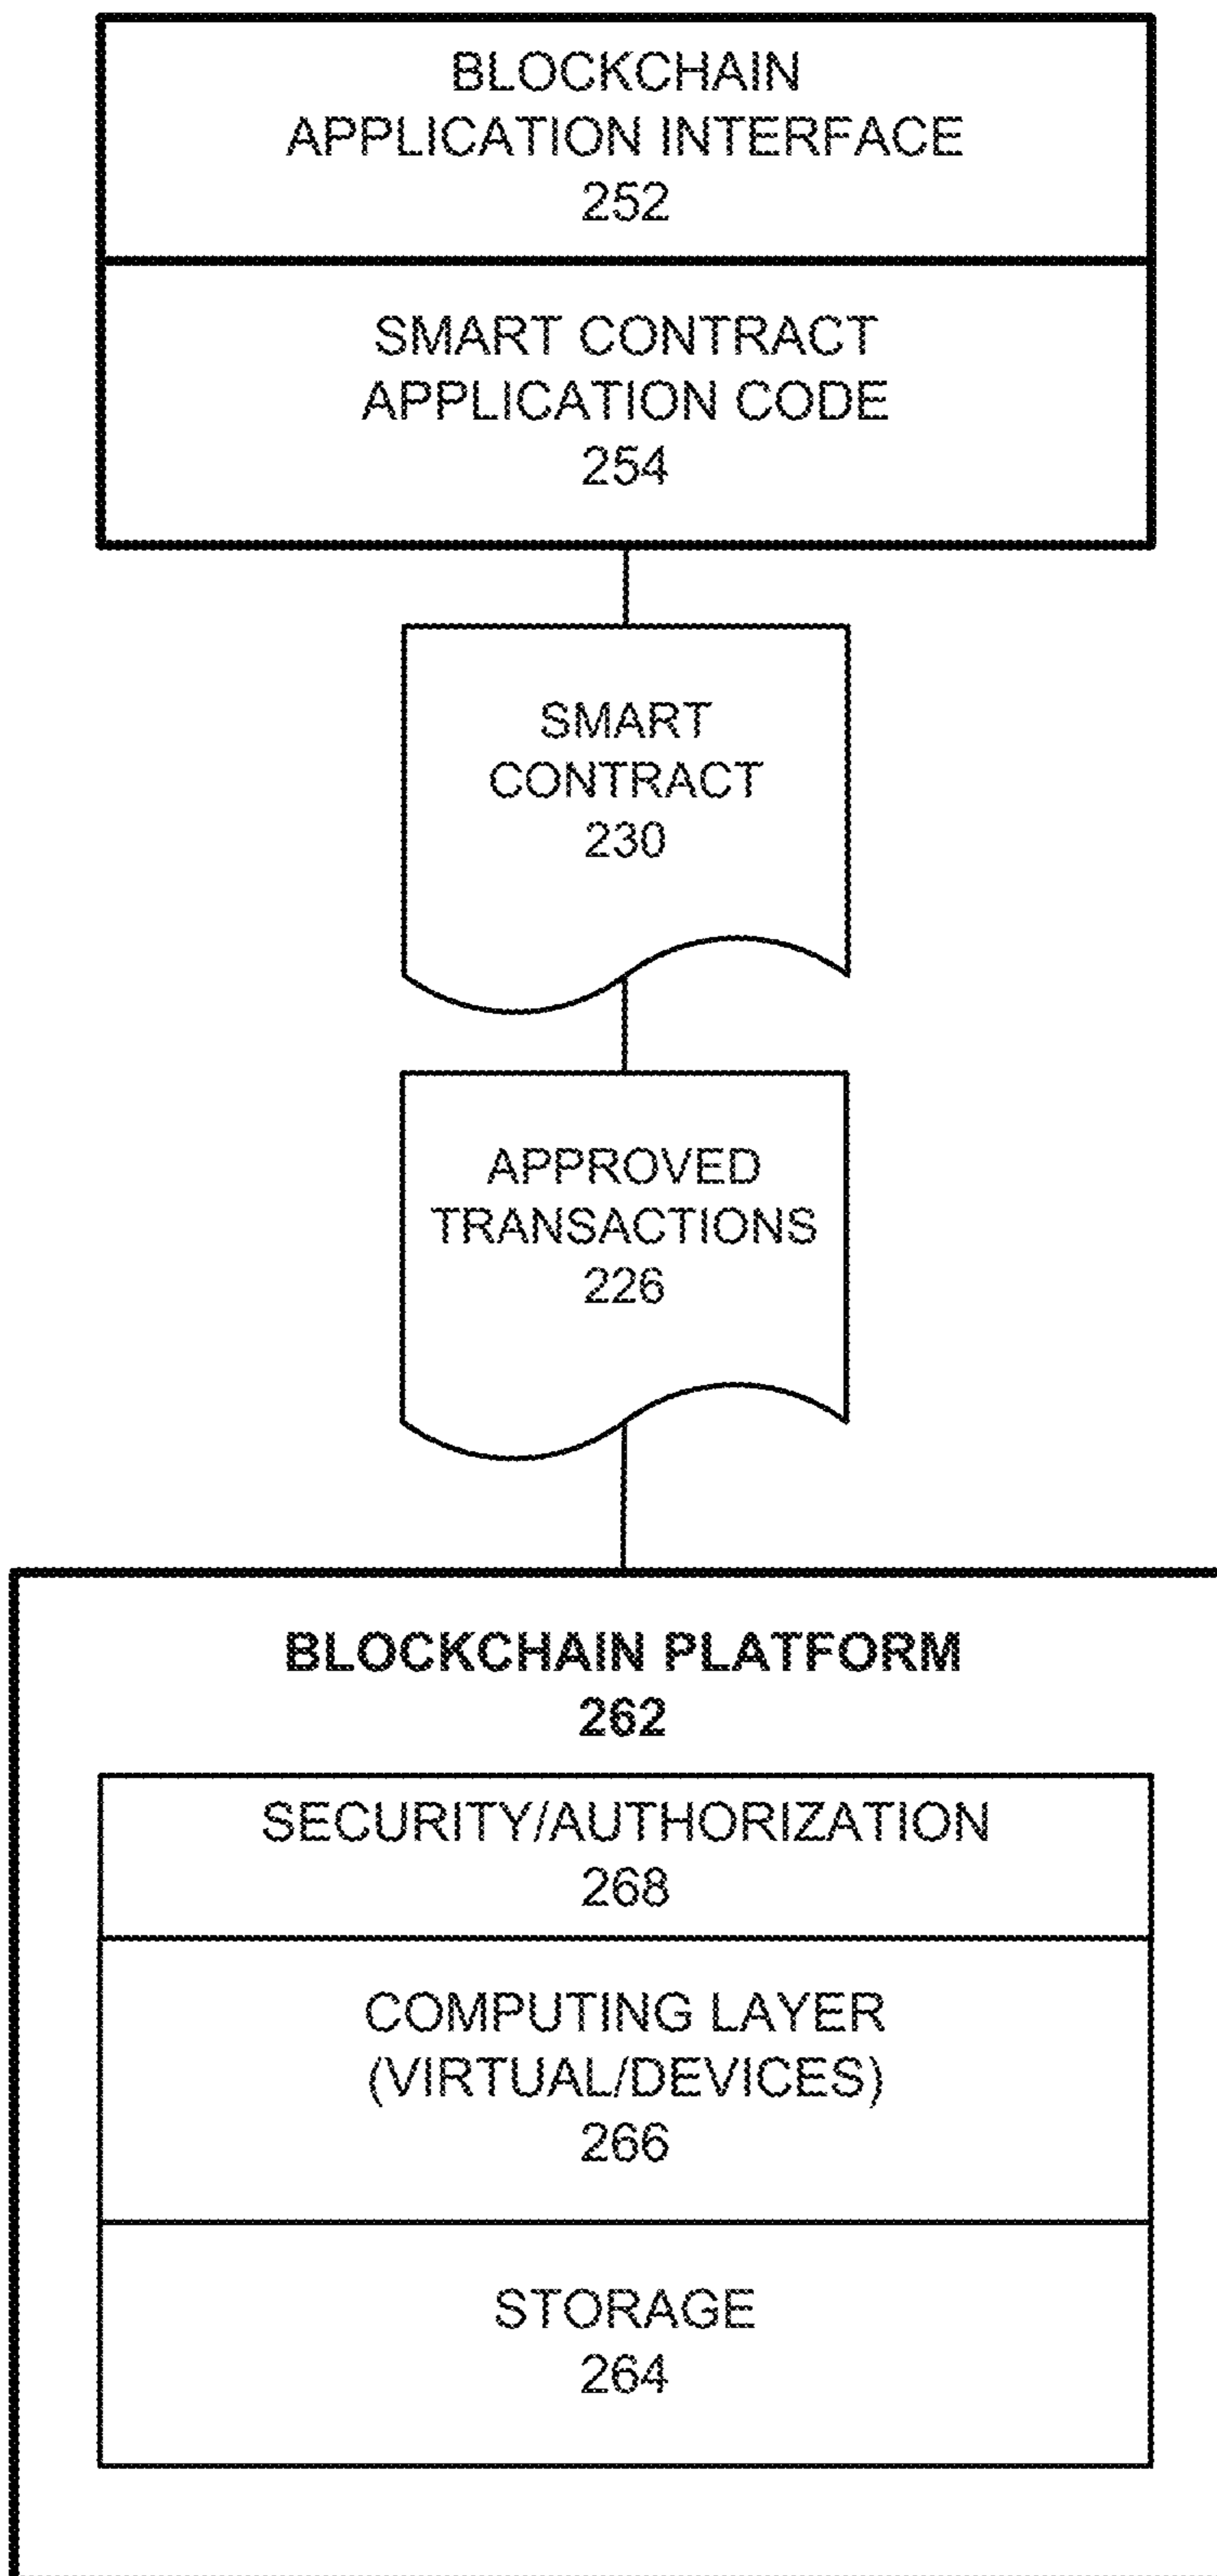 BLOCKCHAIN
APPLICATION INTERFACE
252
SMART CONTRACT
APPLICATION CODE
254
SMART
CONTRACT
230
APPROVED
TRANSACTIONS
226
BLOCKCHAIN PLATFORM
262
SECURITY/AUTHORIZATION
268
COMPUTING LAYER
(VIRTUAL/DEVICES)
266
STORAGE
264